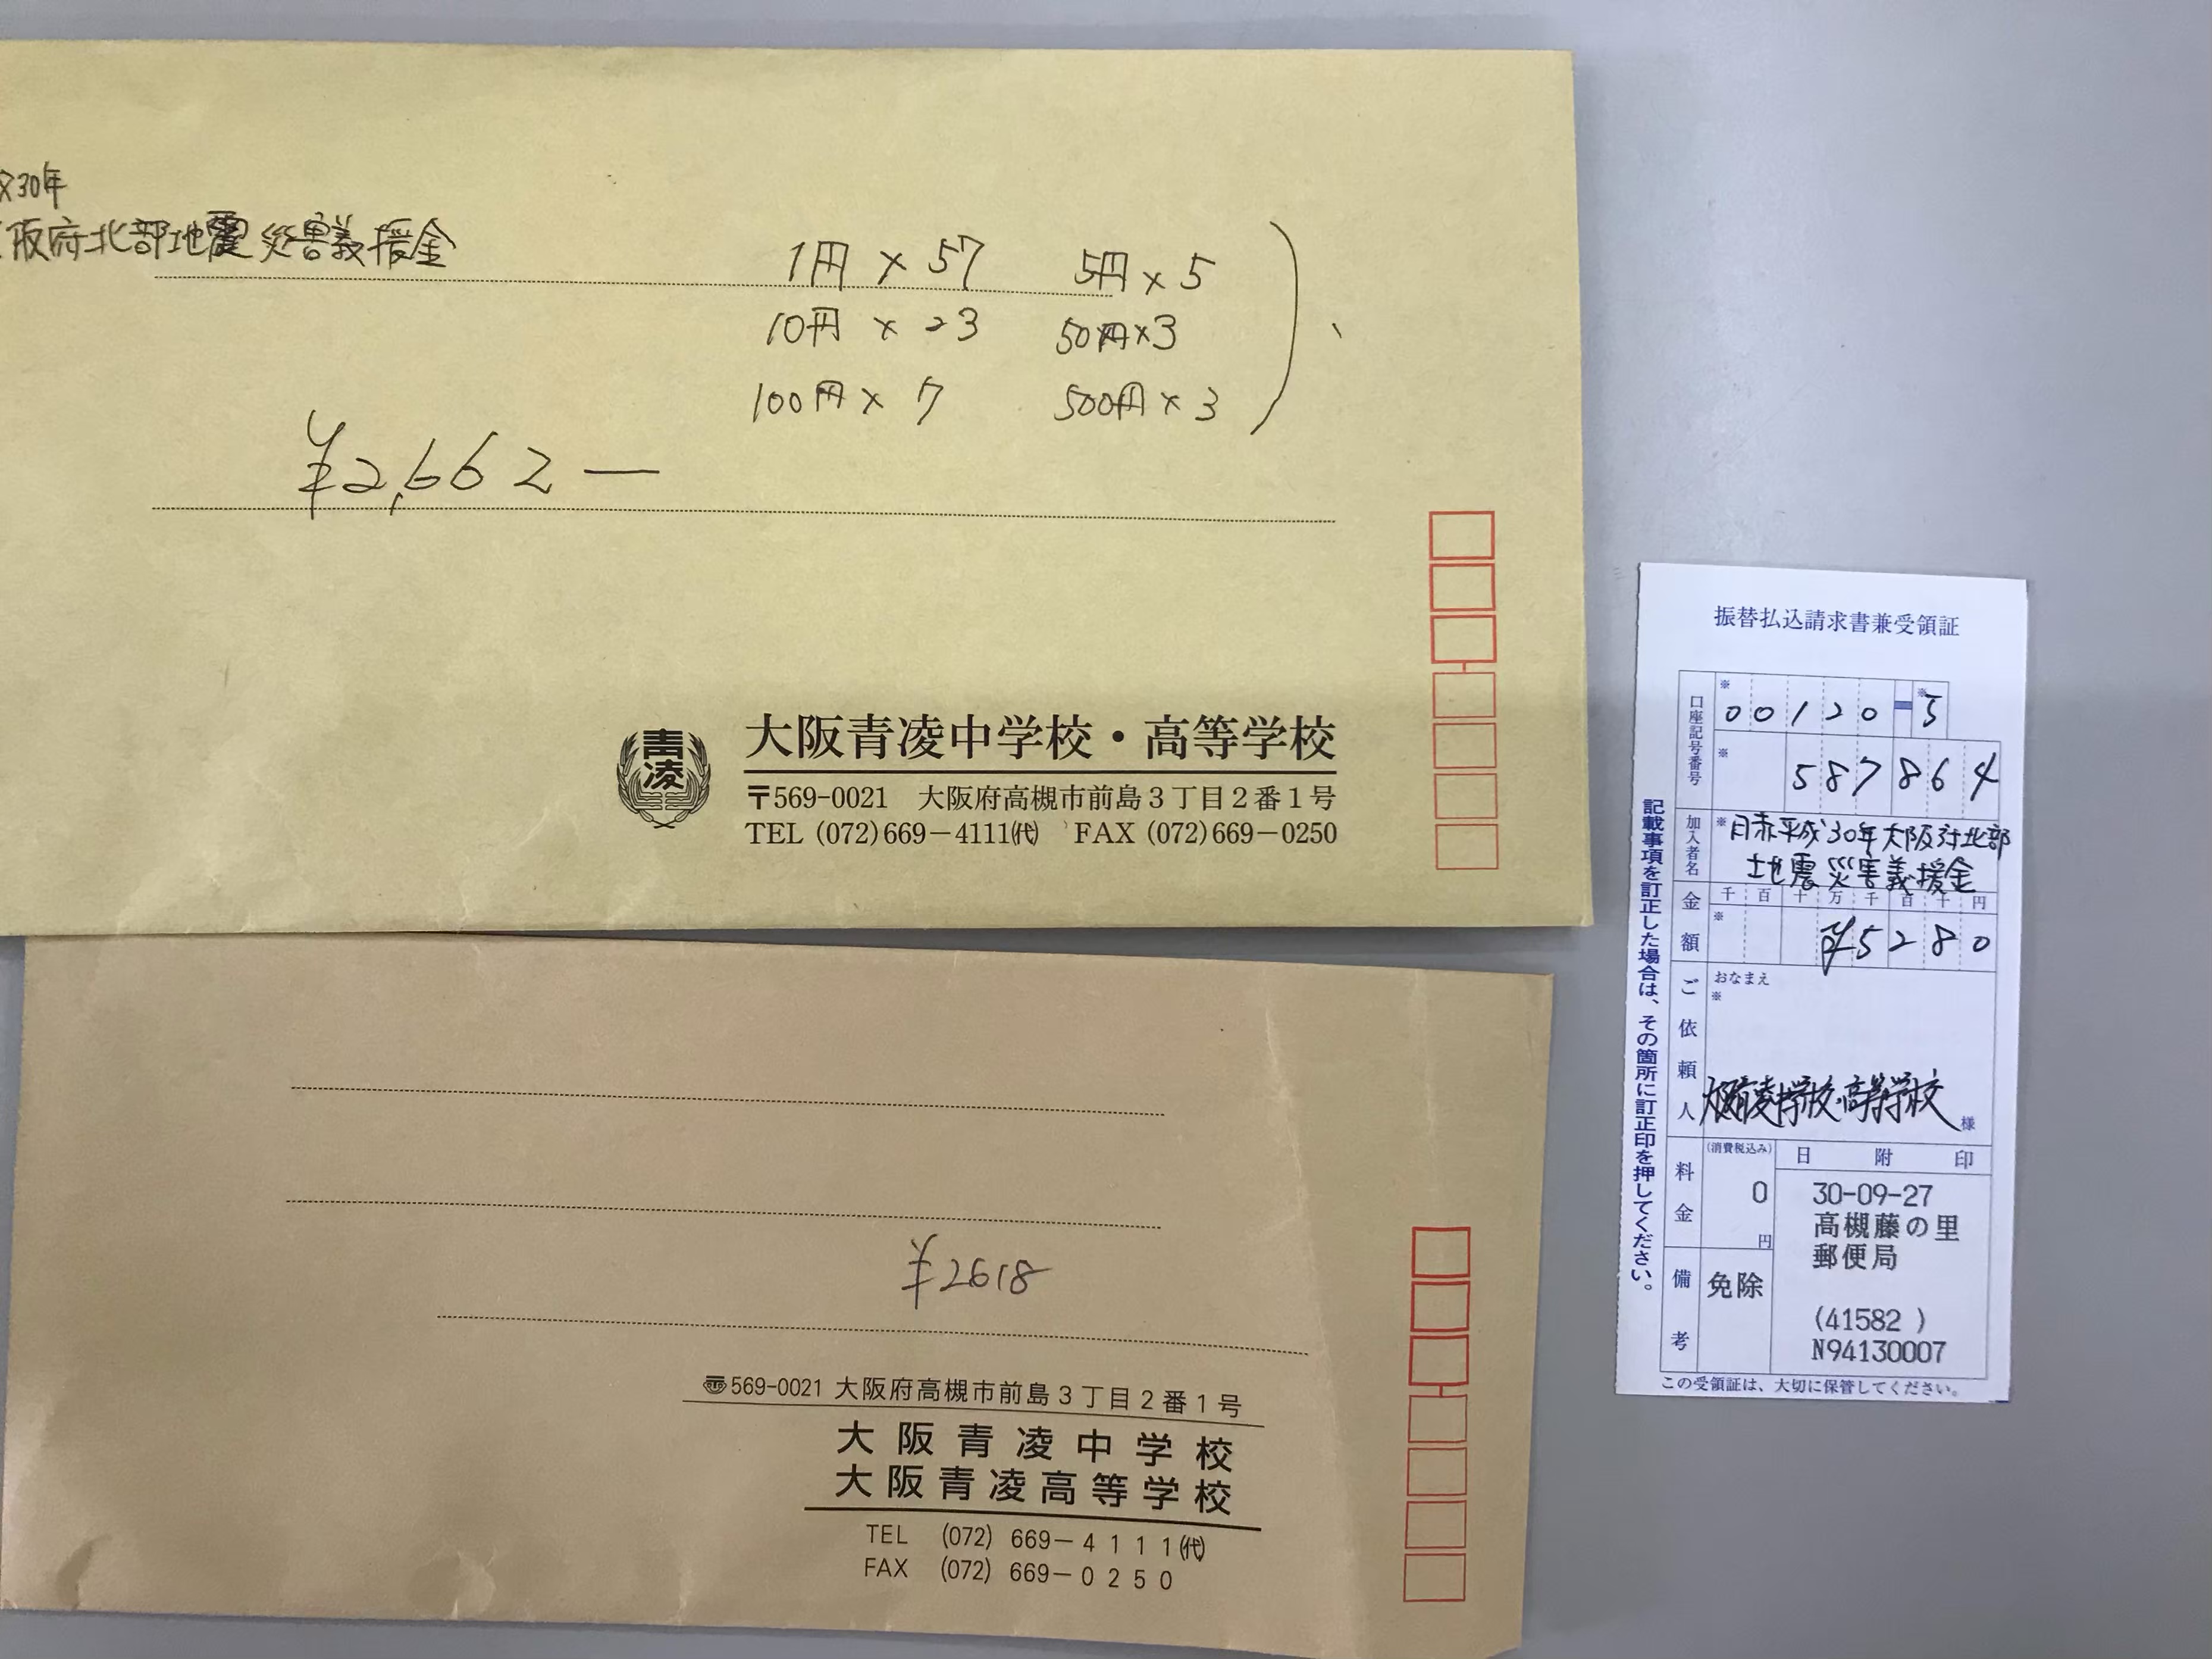 30年
阪府北部地震災害義援金
1円 × 57 5円 × 5
10円 × 23 50円 × 3
100円 × 7 500円 × 3
¥2,662—
青凌
大阪青凌中学校・高等学校
〒569-0021 大阪府高槻市前島3丁目2番1号
TEL (072)669-4111㈹ FAX (072)669-0250
¥2618
〒569-0021 大阪府高槻市前島3丁目2番1号
大阪青凌中学校
大阪青凌高等学校
TEL (072) 669-4111㈹
FAX (072) 669-0250
振替払込請求書兼受領証
口座記号番号
※ 00120-※5
※ 587864
加入者名
※日赤平成30年大阪府北部
地震災害義援金
金額
千 百 十 万 千 百 十 円
※ ¥5280
ご依頼人
おなまえ
※
大阪青凌中学校・高等学校 様
料金
(消費税込み)
0
円
備考
免除
日 附 印
30-09-27
高槻藤の里
郵便局
(41582 )
N94130007
記載事項を訂正した場合は、その箇所に訂正印を押してください。
この受領証は、大切に保管してください。